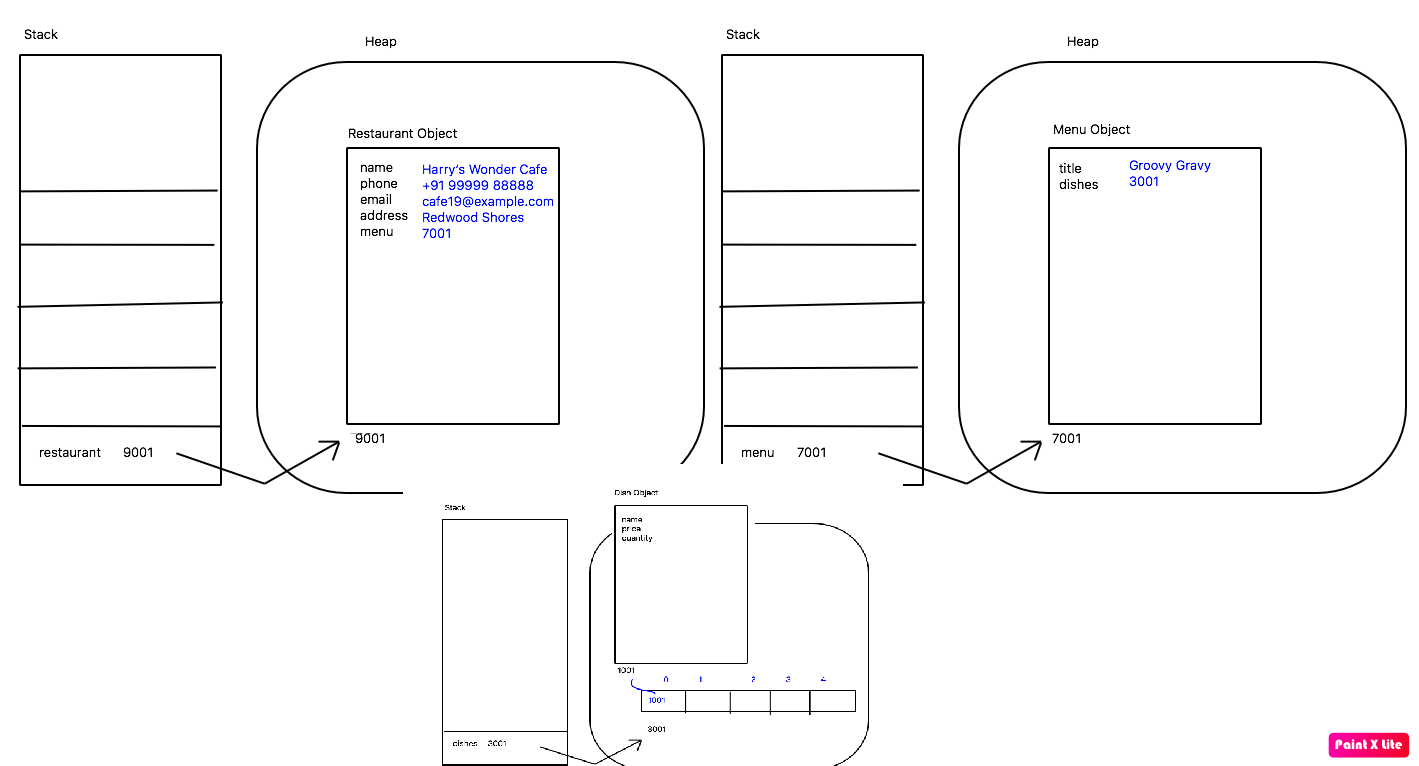 Stack
Heap
Restaurant Object
name Harry's Wonder Cafe
phone +91 99999 88888
email cafe19@example.com
address Redwood Shores
menu 7001
9001
restaurant 9001
Stack
Heap
Menu Object
title Groovy Gravy
dishes 3001
7001
menu 7001
Stack
Dish Object
name
price
quantity
1001
0 1 2 3 4
1001
3001
dishes 3001
Paint X Lite